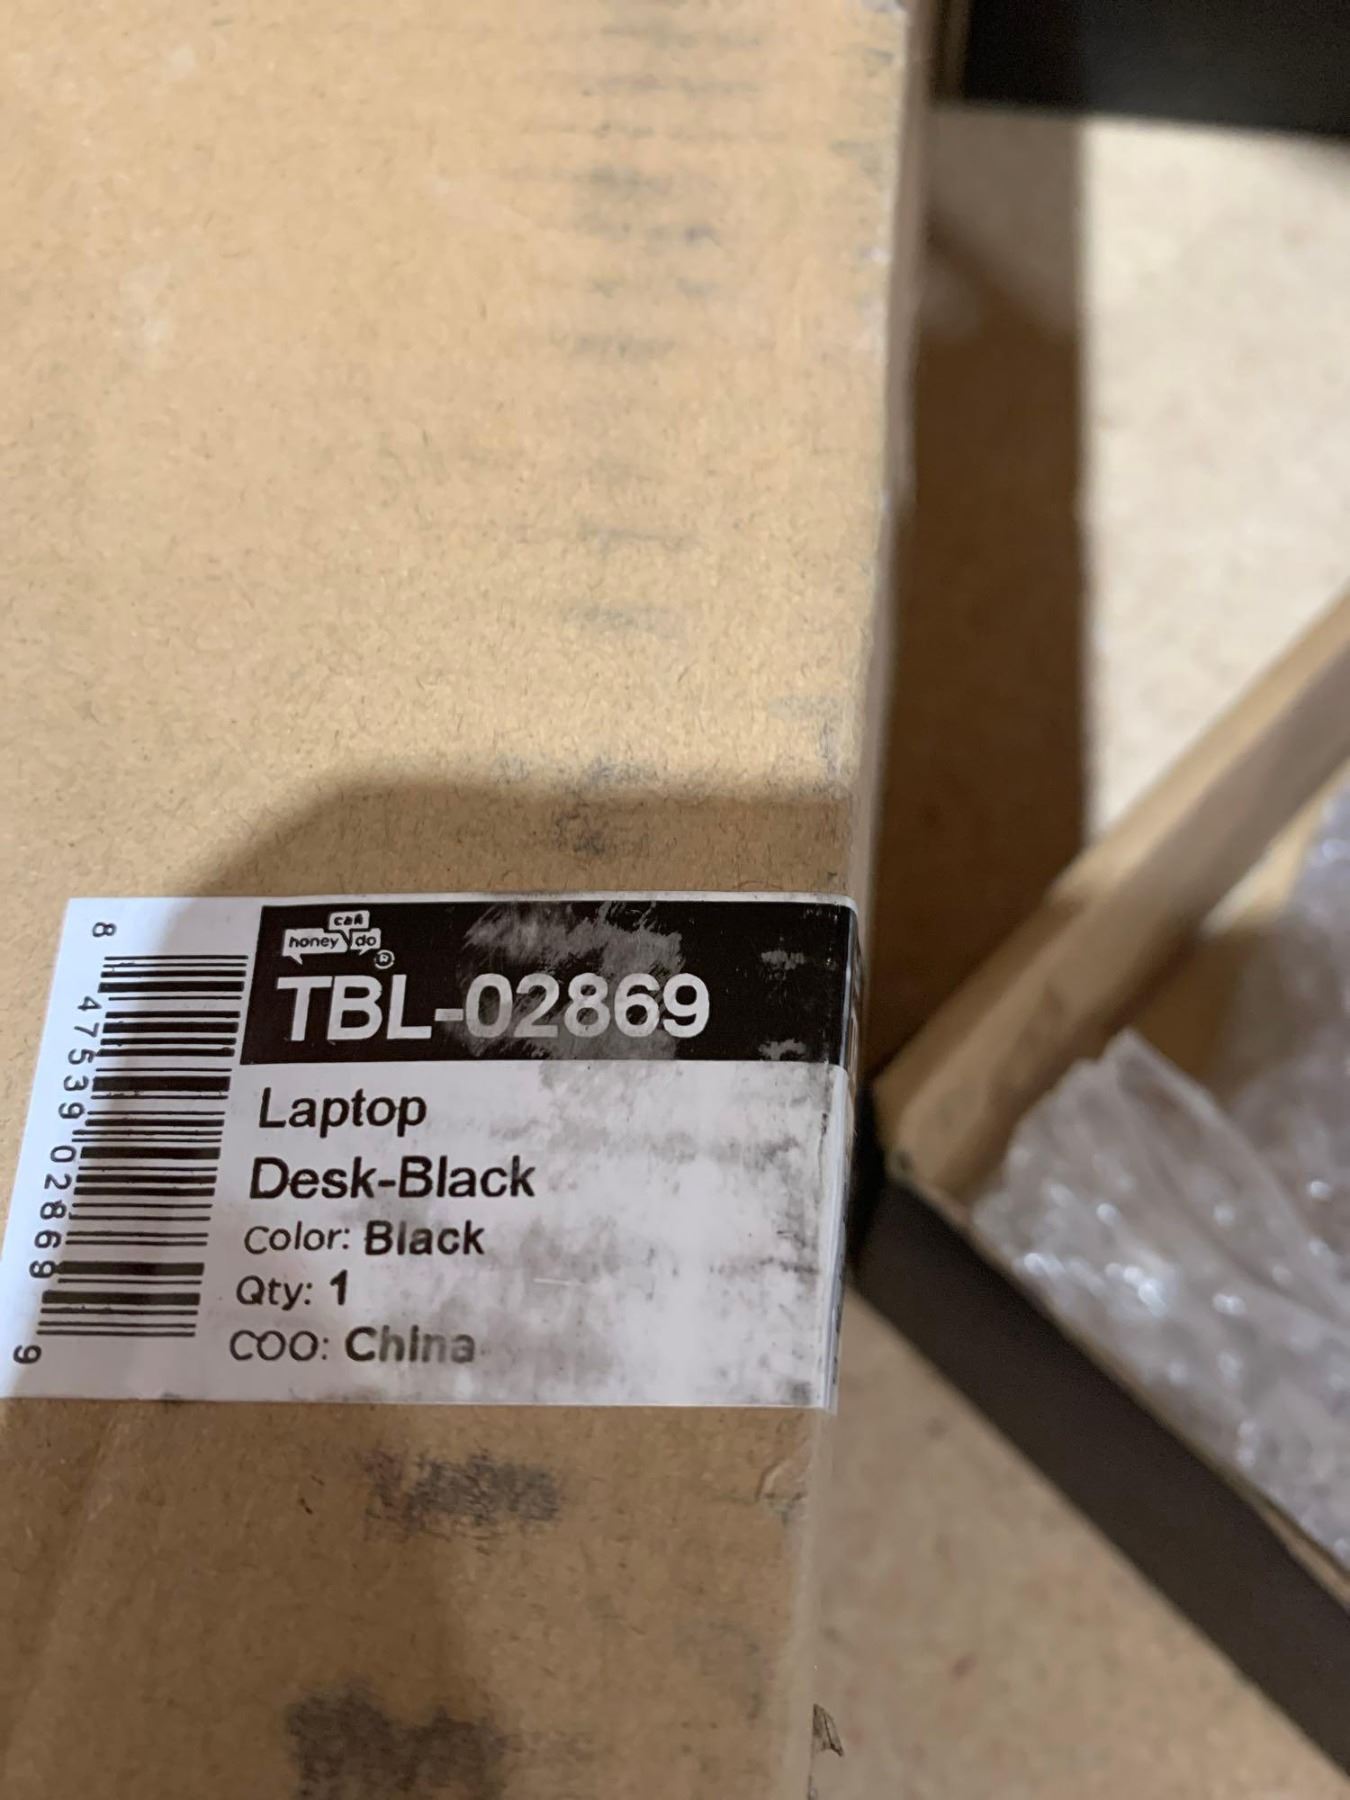 honey can do ®
TBL-02869
Laptop
Desk-Black
Color: Black
Qty: 1
COO: China
8 47539 02869 9